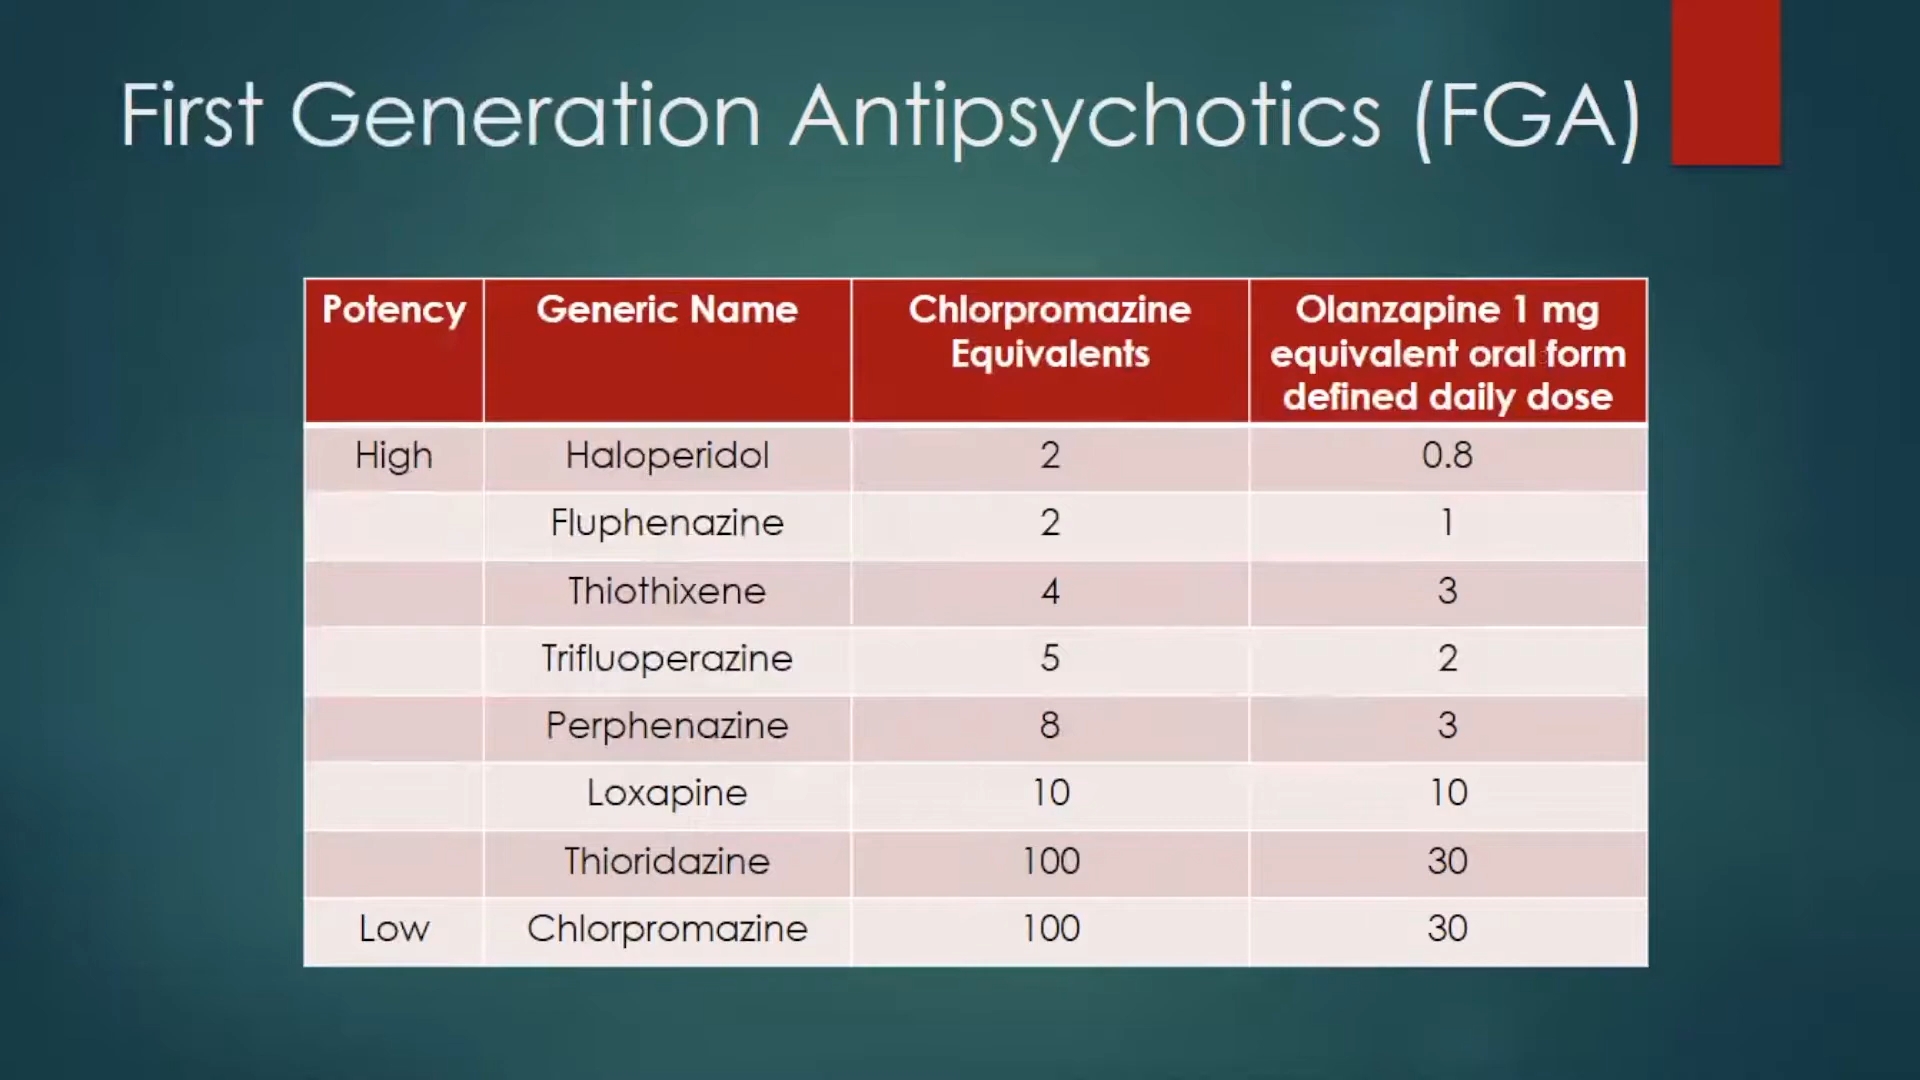 First Generation Antipsychotics (FGA)
Potency Generic Name Chlorpromazine Equivalents Olanzapine 1 mg equivalent oral form defined daily dose
High Haloperidol 2 0.8
Fluphenazine 2 1
Thiothixene 4 3
Trifluoperazine 5 2
Perphenazine 8 3
Loxapine 10 10
Thioridazine 100 30
Low Chlorpromazine 100 30